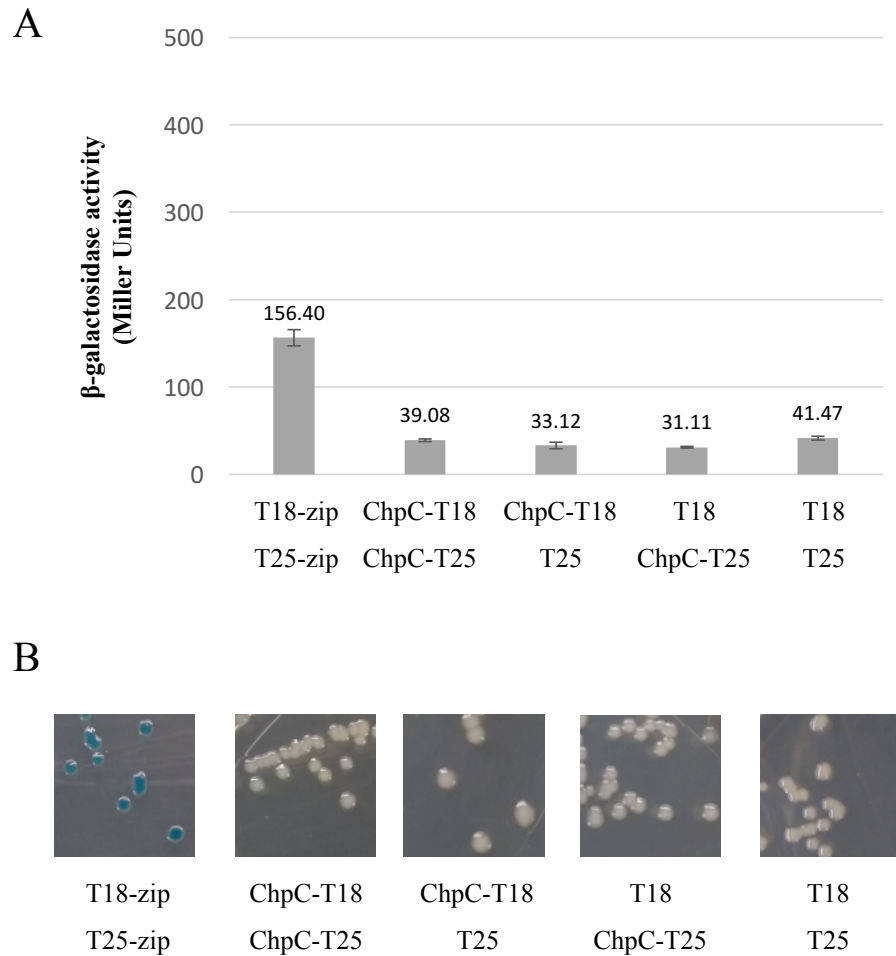 A
500
400
300
200
100
0
β-galactosidase activity
(Miller Units)
156.40
39.08
33.12
31.11
41.47
T18-zip ChpC-T18 ChpC-T18 T18 T18
T25-zip ChpC-T25 T25 ChpC-T25 T25
B
T18-zip ChpC-T18 ChpC-T18 T18 T18
T25-zip ChpC-T25 T25 ChpC-T25 T25